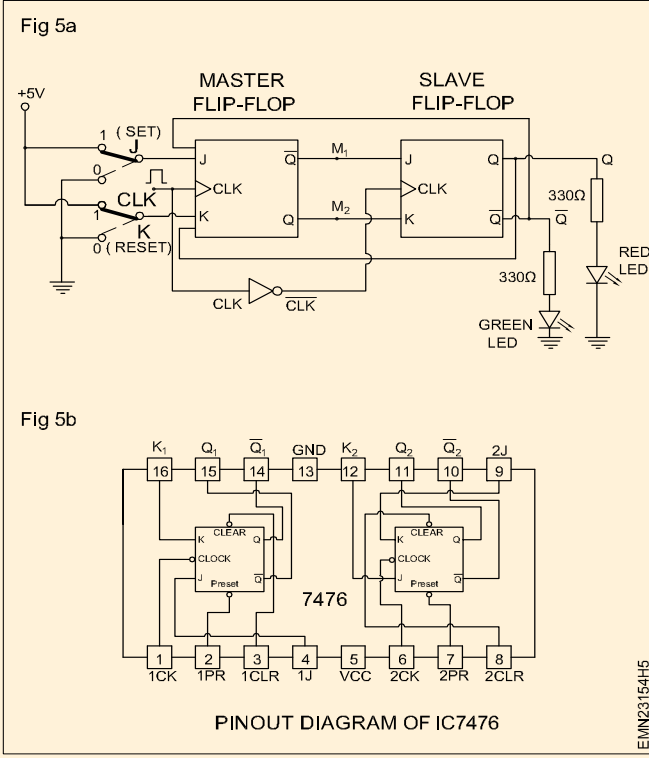 Fig 5a
MASTER
FLIP-FLOP
SLAVE
FLIP-FLOP
+5V
1 ( SET)
J
0
CLK
1
K
0 ( RESET)
J
CLK
K
Q̅
Q
M₁
M₂
J
CLK
K
Q
Q̅
Q
Q̅
330Ω
330Ω
RED
LED
GREEN
LED
CLK
C̅L̅K̅
Fig 5b
K₁ Q₁ Q̅₁ GND K₂ Q₂ Q̅₂ 2J
16 15 14 13 12 11 10 9
CLEAR
K Q
CLOCK
J Q̅
Preset
7476
CLEAR
K Q
CLOCK
J Q̅
Preset
1 2 3 4 5 6 7 8
1CK 1PR 1CLR 1J VCC 2CK 2PR 2CLR
PINOUT DIAGRAM OF IC7476
EMN23154H5